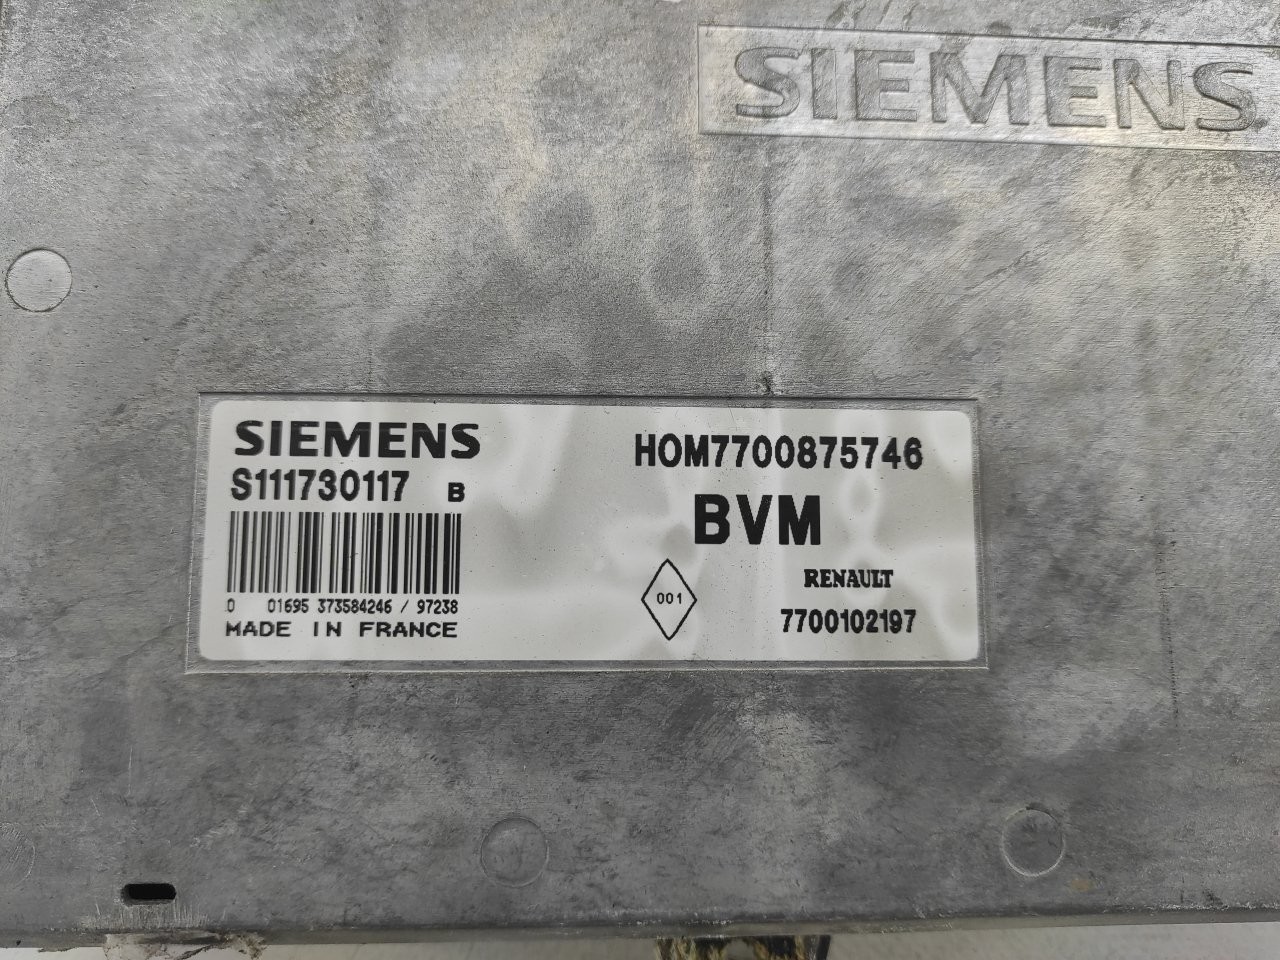 SIEMENS
SIEMENS
S111730117 B
0 01695 373584246 / 97238
MADE IN FRANCE
HOM7700875746
BVM
001
RENAULT
7700102197